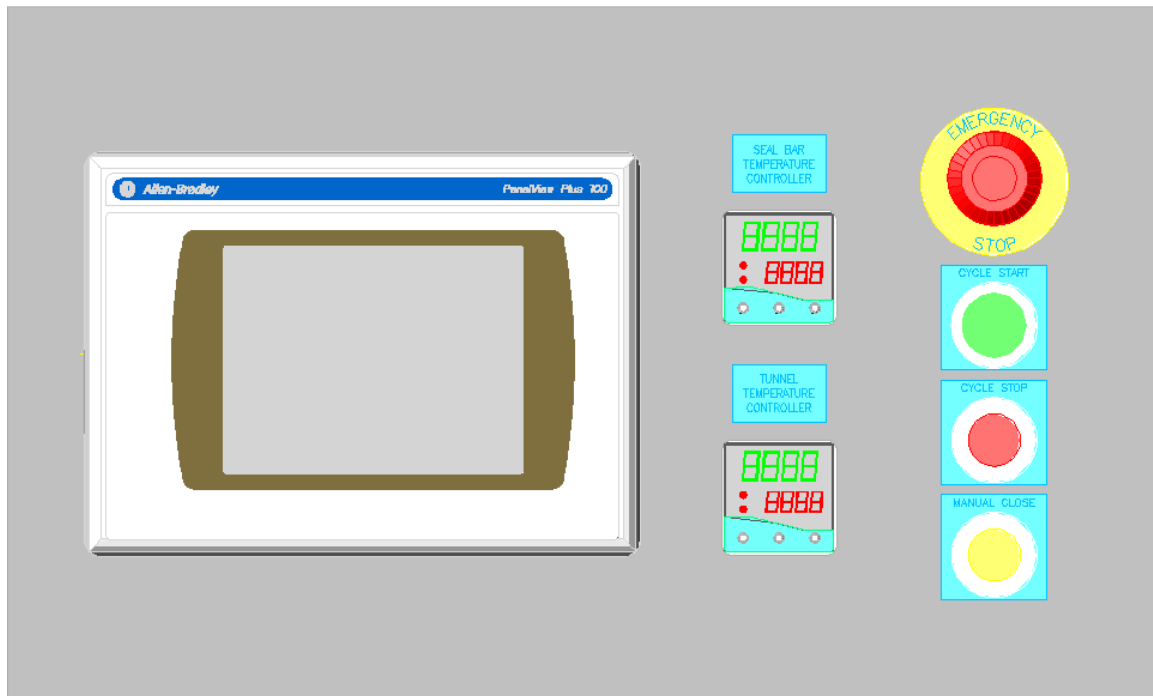 Allen-Bradley
PanelView Plus 700
SEAL BAR
TEMPERATURE
CONTROLLER
8888
8888
TUNNEL
TEMPERATURE
CONTROLLER
8888
8888
EMERGENCY
STOP
CYCLE START
CYCLE STOP
MANUAL CLOSE